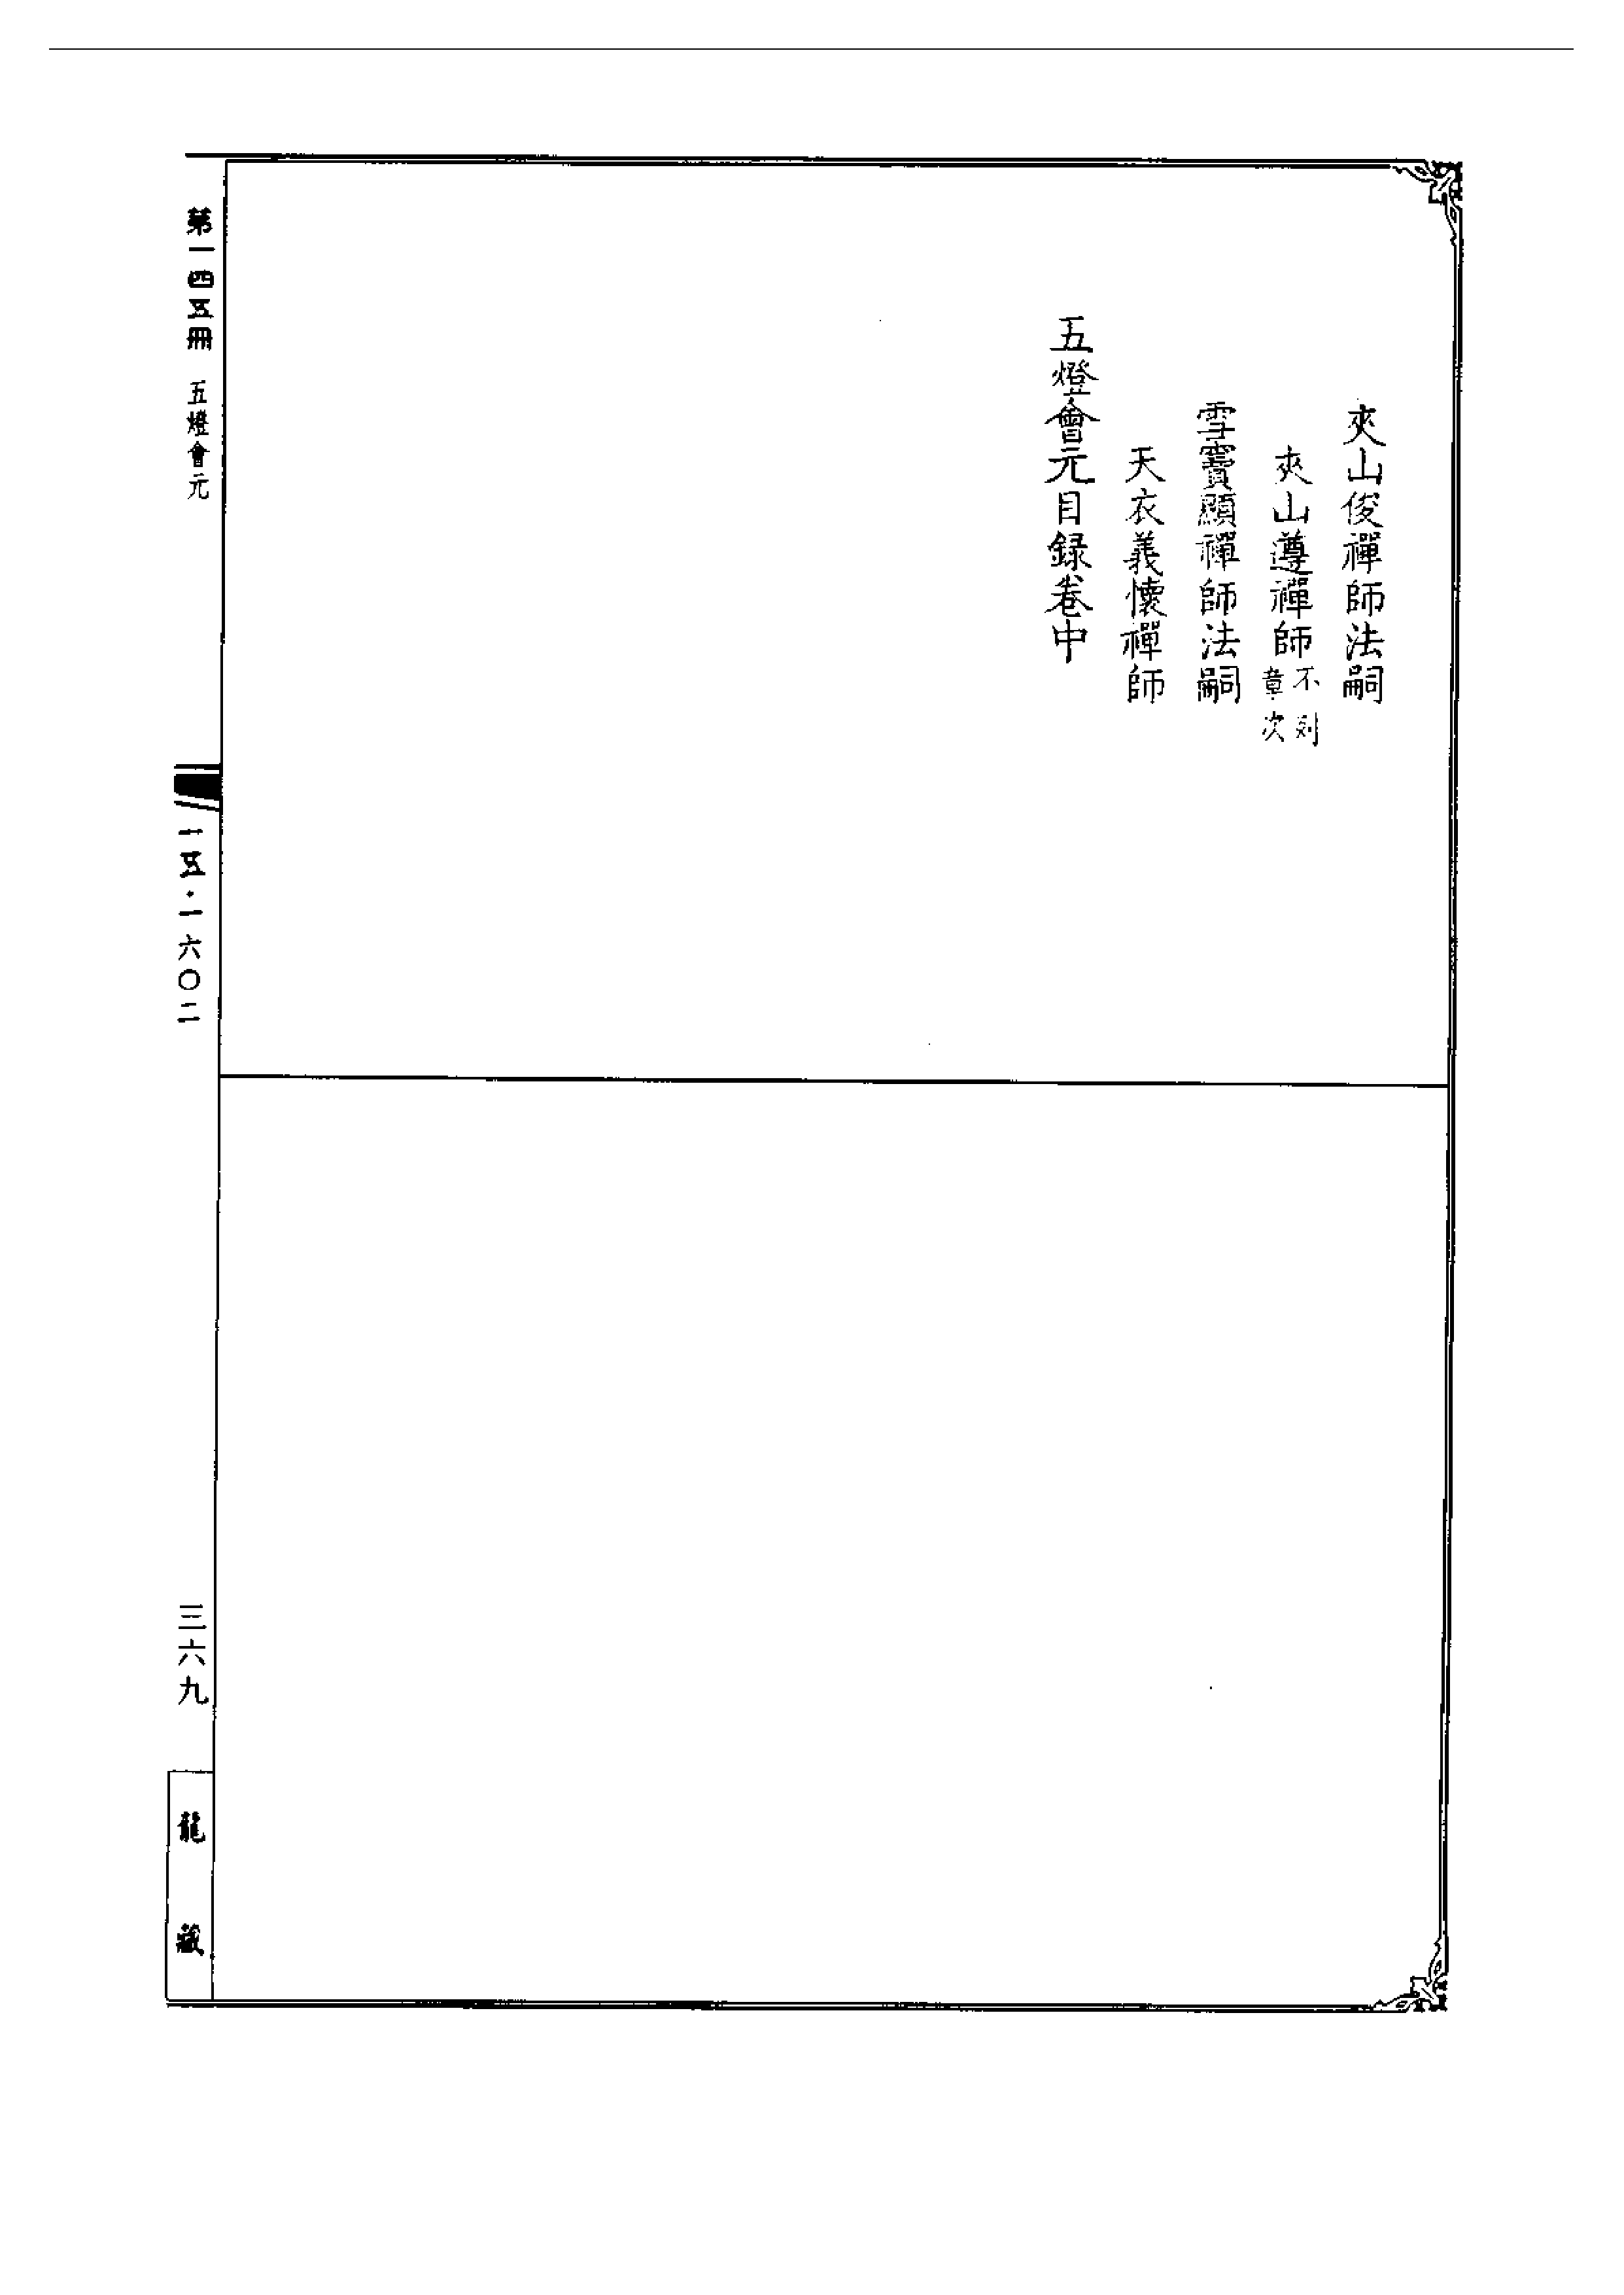 夾山俊禪師法嗣
夾山遵禪師不列章次
雪竇顯禪師法嗣
天衣義懷禪師
五燈會元目録卷中
第一四五冊 五燈會元
一五·一六〇二
三六九
龍藏